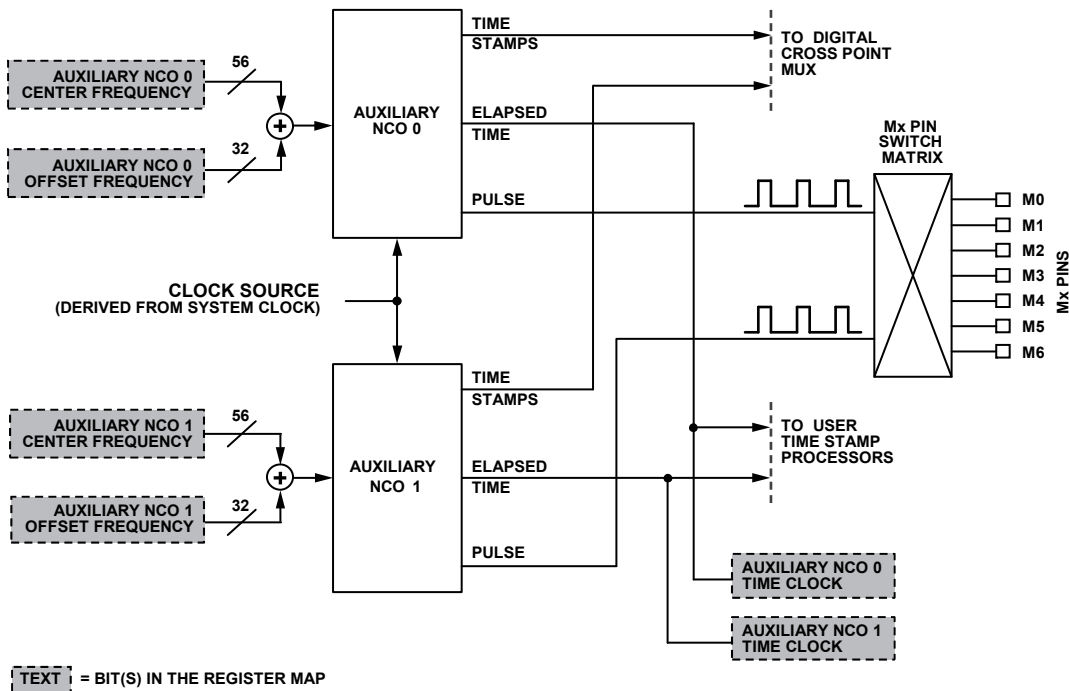 AUXILIARY NCO 0
CENTER FREQUENCY
56
AUXILIARY NCO 0
OFFSET FREQUENCY
32
+
AUXILIARY
NCO 0
TIME
STAMPS
ELAPSED
TIME
PULSE
TO DIGITAL
CROSS POINT
MUX
Mx PIN
SWITCH
MATRIX
M0
M1
M2
M3
M4
M5
M6
Mx PINS
CLOCK SOURCE
(DERIVED FROM SYSTEM CLOCK)
AUXILIARY NCO 1
CENTER FREQUENCY
56
AUXILIARY NCO 1
OFFSET FREQUENCY
32
+
AUXILIARY
NCO 1
TIME
STAMPS
ELAPSED
TIME
PULSE
TO USER
TIME STAMP
PROCESSORS
AUXILIARY NCO 0
TIME CLOCK
AUXILIARY NCO 1
TIME CLOCK
TEXT = BIT(S) IN THE REGISTER MAP